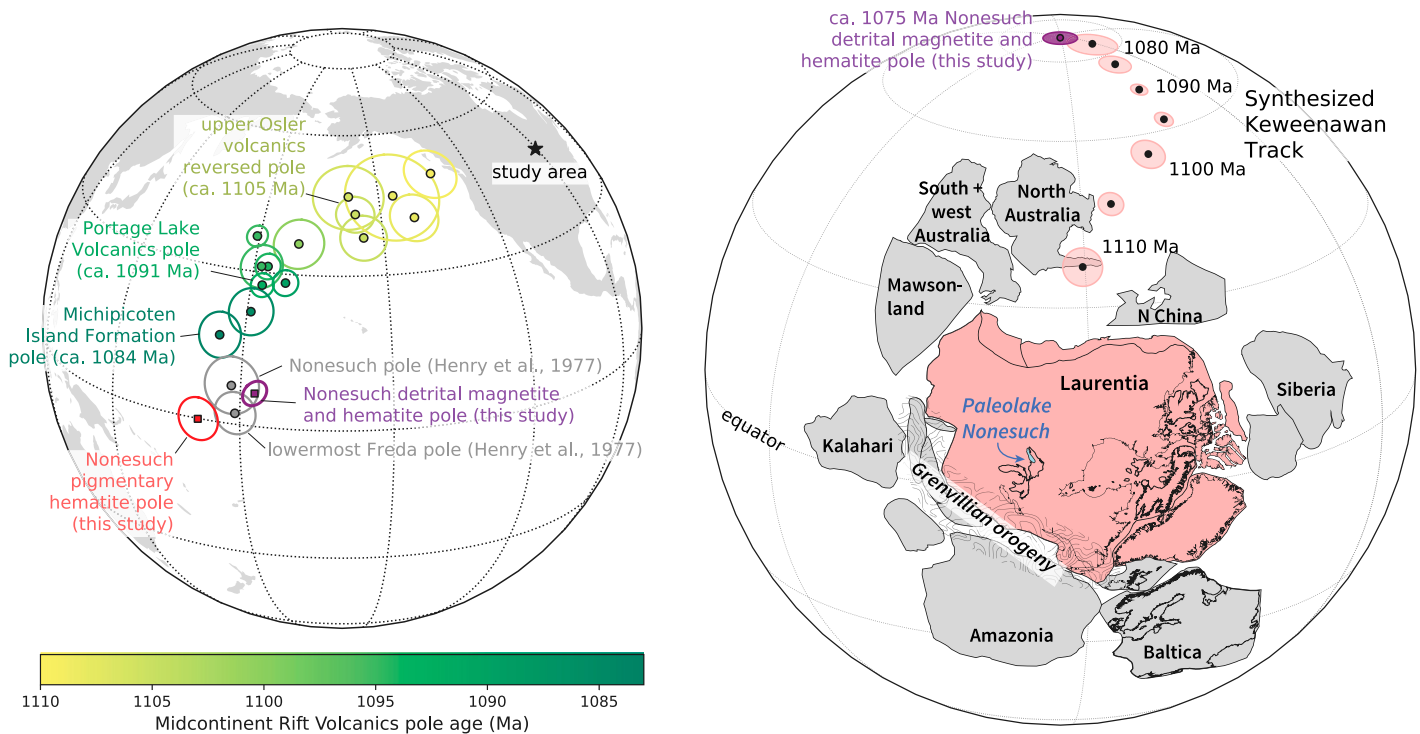 upper Osler
volcanics
reversed pole
(ca. 1105 Ma)
study area
Portage Lake
Volcanics pole
(ca. 1091 Ma)
Michipicoten
Island Formation
pole (ca. 1084 Ma)
Nonesuch pole (Henry et al., 1977)
Nonesuch detrital magnetite
and hematite pole (this study)
lowermost Freda pole (Henry et al., 1977)
Nonesuch
pigmentary
hematite pole
(this study)
1110
1105
1100
1095
1090
1085
Midcontinent Rift Volcanics pole age (Ma)
ca. 1075 Ma Nonesuch
detrital magnetite and
hematite pole (this study)
1080 Ma
1090 Ma
Synthesized
Keweenawan
Track
1100 Ma
1110 Ma
South +
west
Australia
North
Australia
Mawson-
land
N China
Laurentia
Siberia
Paleolake
Nonesuch
equator
Kalahari
Grenvillian orogeny
Amazonia
Baltica